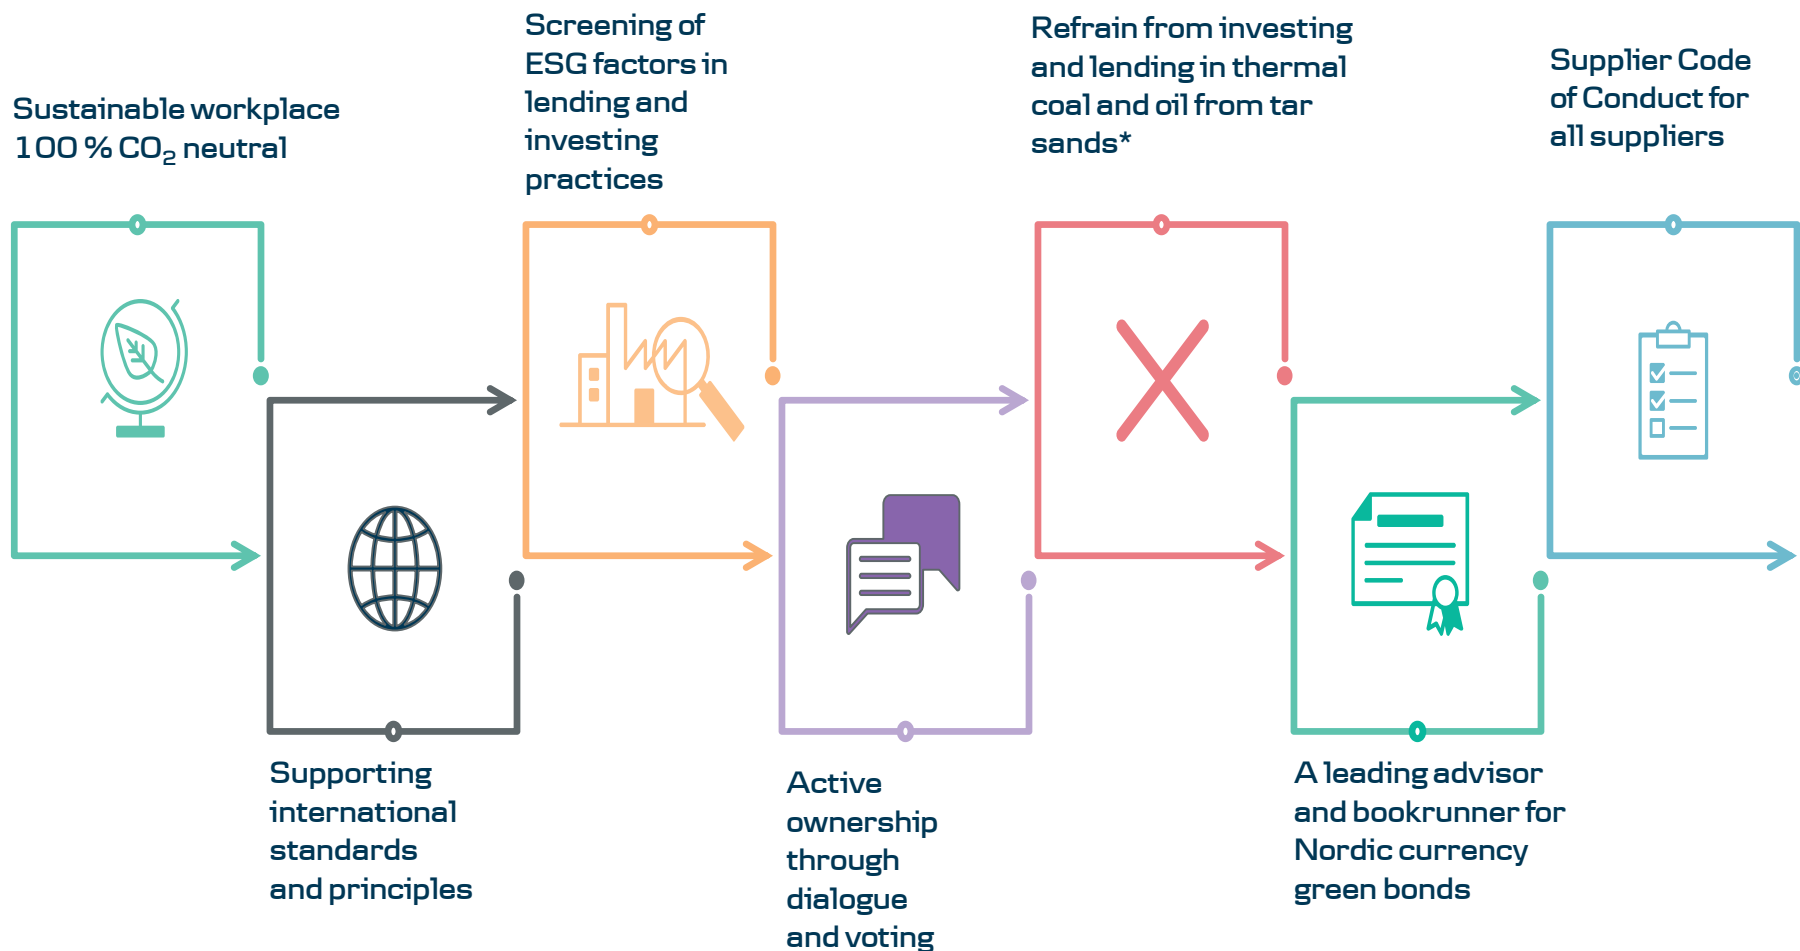 Sustainable workplace
100 % CO₂ neutral
Supporting
international
standards
and principles
Screening of
ESG factors in
lending and
investing
practices
Active
ownership
through
dialogue
and voting
Refrain from investing
and lending in thermal
coal and oil from tar
sands*
A leading advisor
and bookrunner for
Nordic currency
green bonds
Supplier Code
of Conduct for
all suppliers